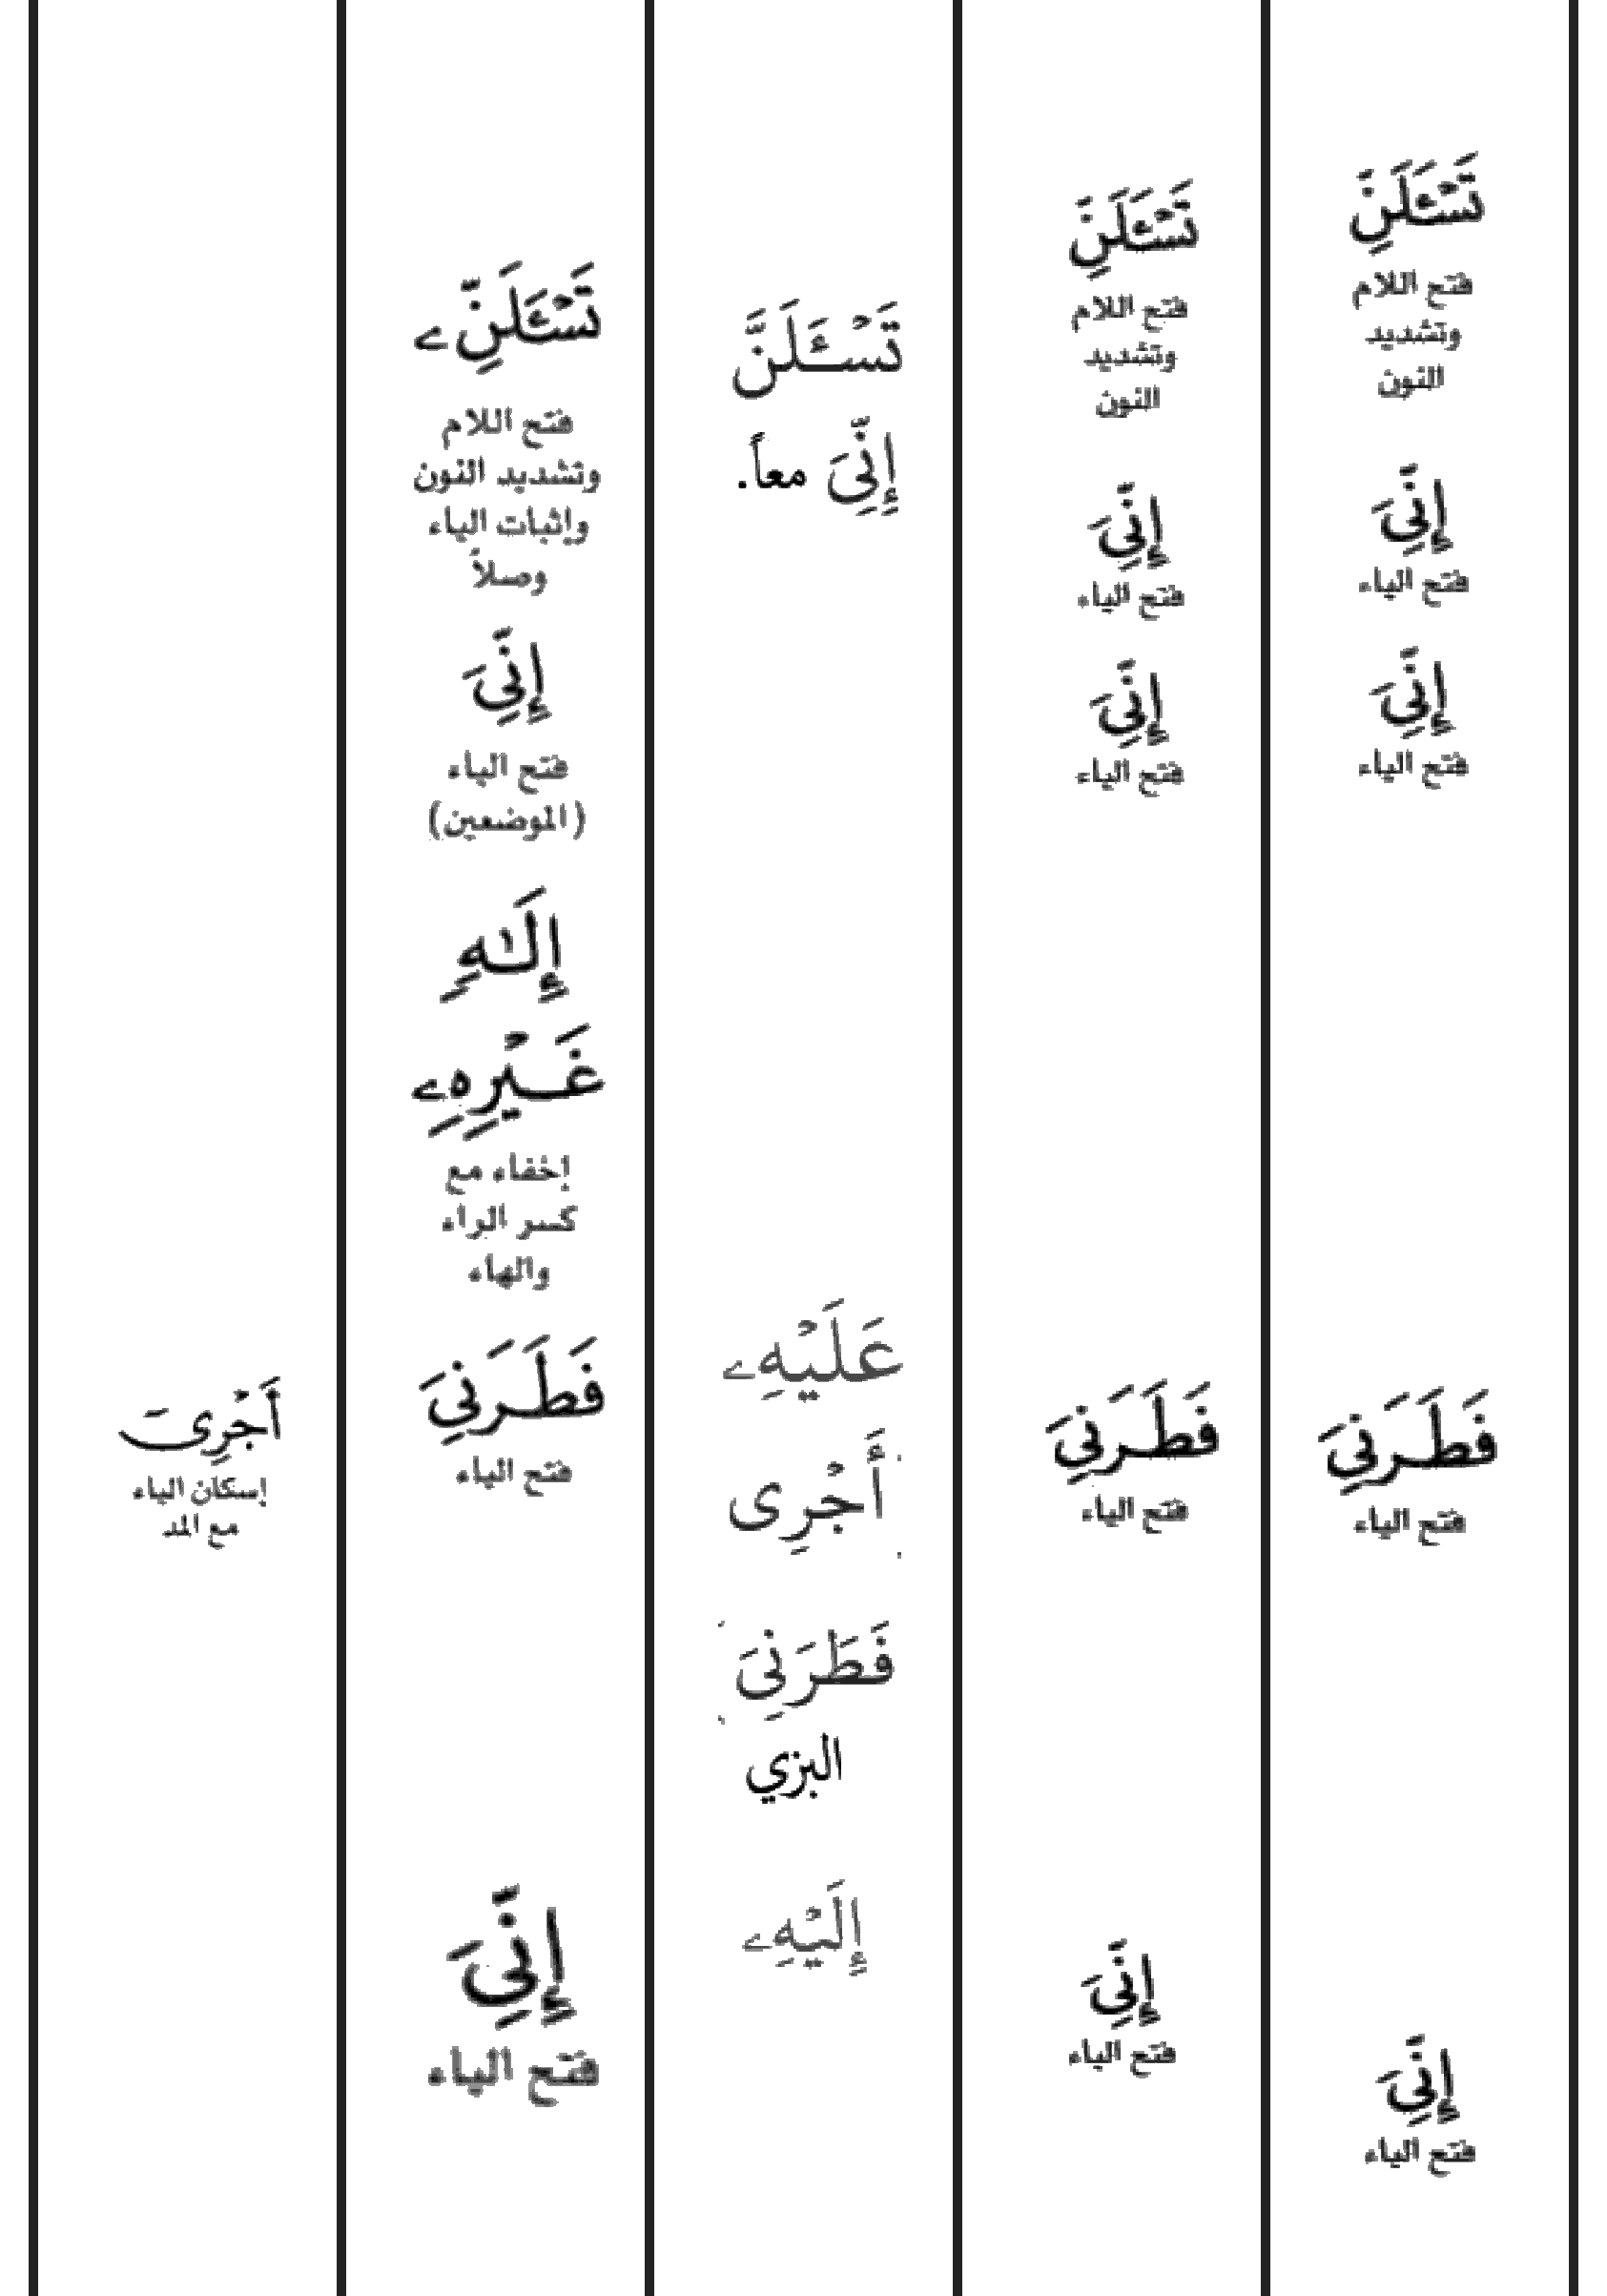 تَسْـَٔلَنِّ
فتح اللام
وتشديد
النون
إِنِّىَ
فتح الياء
إِنِّىَ
فتح الياء
فَطَرَنِىَ
فتح الياء
إِنِّىَ
فتح الياء
تَسْـَٔلَنِّ
فتح اللام
وتشديد
النون
إِنِّىَ
فتح الياء
إِنِّىَ
فتح الياء
فَطَرَنِىَ
فتح الياء
إِنِّىَ
فتح الياء
تَسْـَٔلَنَّ
إِنِّىَ معاً.
عَلَيْهِۦ
أَجْرِى
فَطَرَنِىَ
البزي
إِلَيْهِۦ
تَسْـَٔلَنِّۦ
فتح اللام
وتشديد النون
وإثبات الياء
وصلاً
إِنِّىَ
فتح الياء
(الموضعين)
إِلَـٰهٍ
غَيْرِهِۦ
إخفاء مع
كسر الراء
والهاء
فَطَرَنِىَ
فتح الياء
إِنِّىَ
فتح الياء
أَجْرِىٓ
إسكان الياء
مع المد